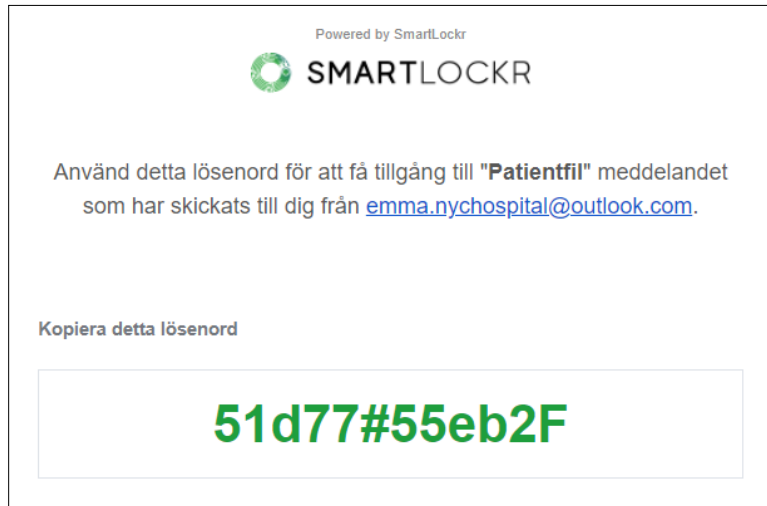 Powered by SmartLockr
SMARTLOCKR
Använd detta lösenord för att få tillgång till "Patientfil" meddelandet
som har skickats till dig från emma.nychospital@outlook.com.
Kopiera detta lösenord
51d77#55eb2F